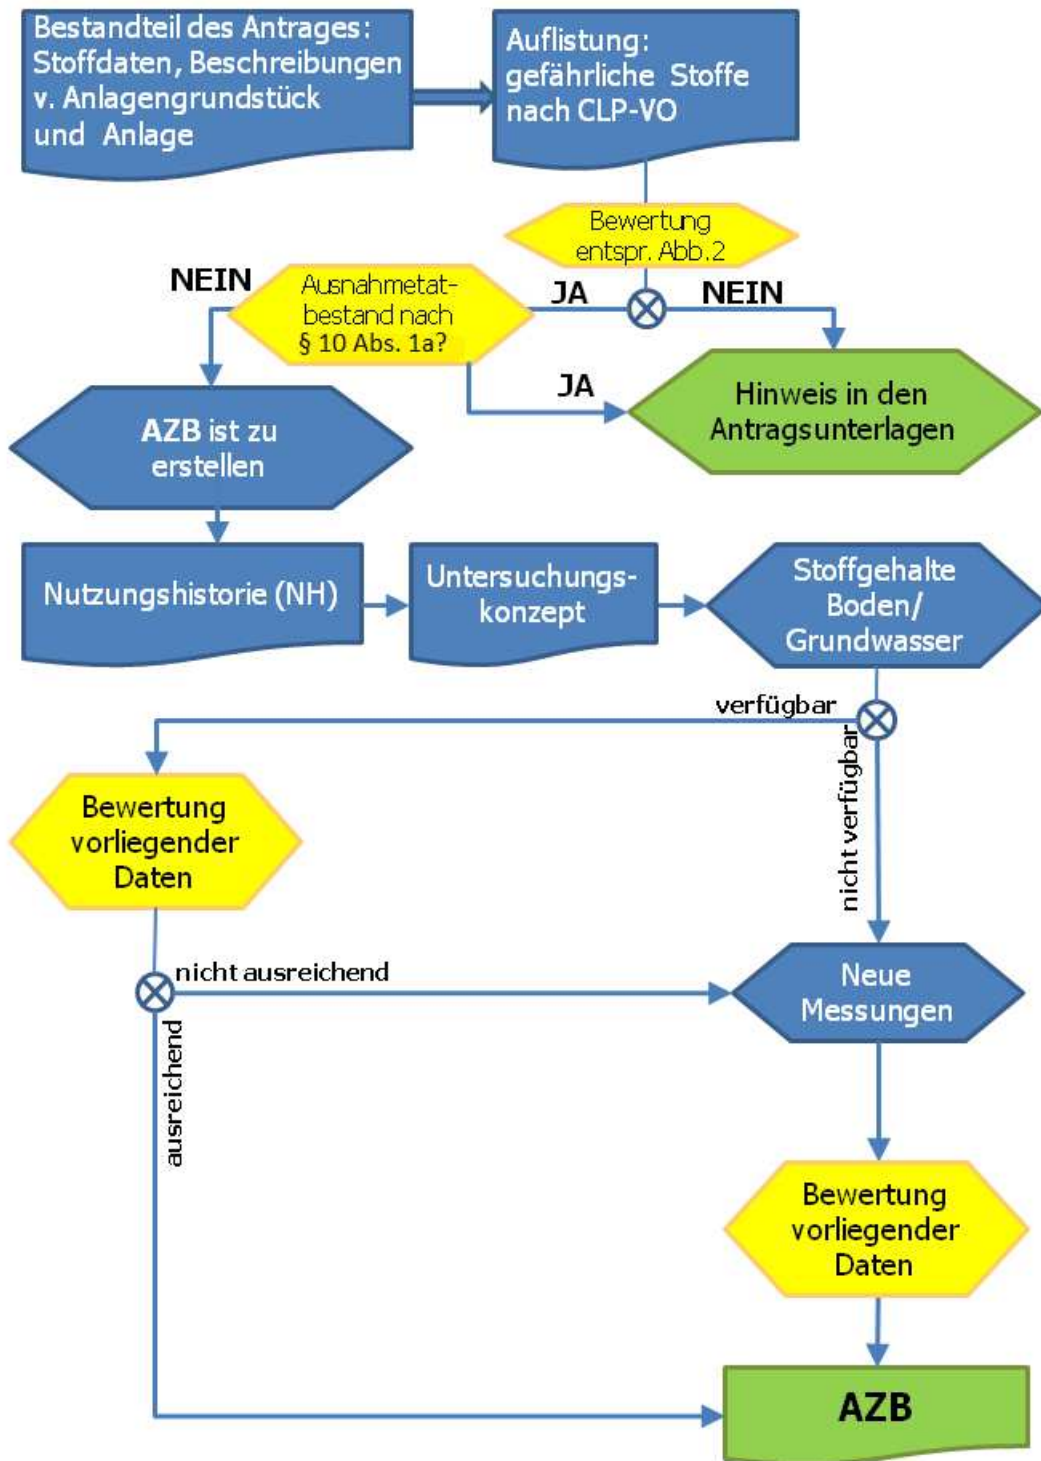 Bestandteil des Antrages:
Stoffdaten, Beschreibungen
v. Anlagengrundstück
und Anlage
Auflistung:
gefährliche Stoffe
nach CLP-VO
Bewertung
entspr. Abb.2
NEIN
Ausnahmetat-
bestand nach
§ 10 Abs. 1a?
JA
NEIN
JA
Hinweis in den
Antragsunterlagen
AZB ist zu
erstellen
Nutzungshistorie (NH)
Untersuchungs-
konzept
Stoffgehalte
Boden/
Grundwasser
verfügbar
nicht verfügbar
Bewertung
vorliegender
Daten
nicht ausreichend
ausreichend
Neue
Messungen
Bewertung
vorliegender
Daten
AZB